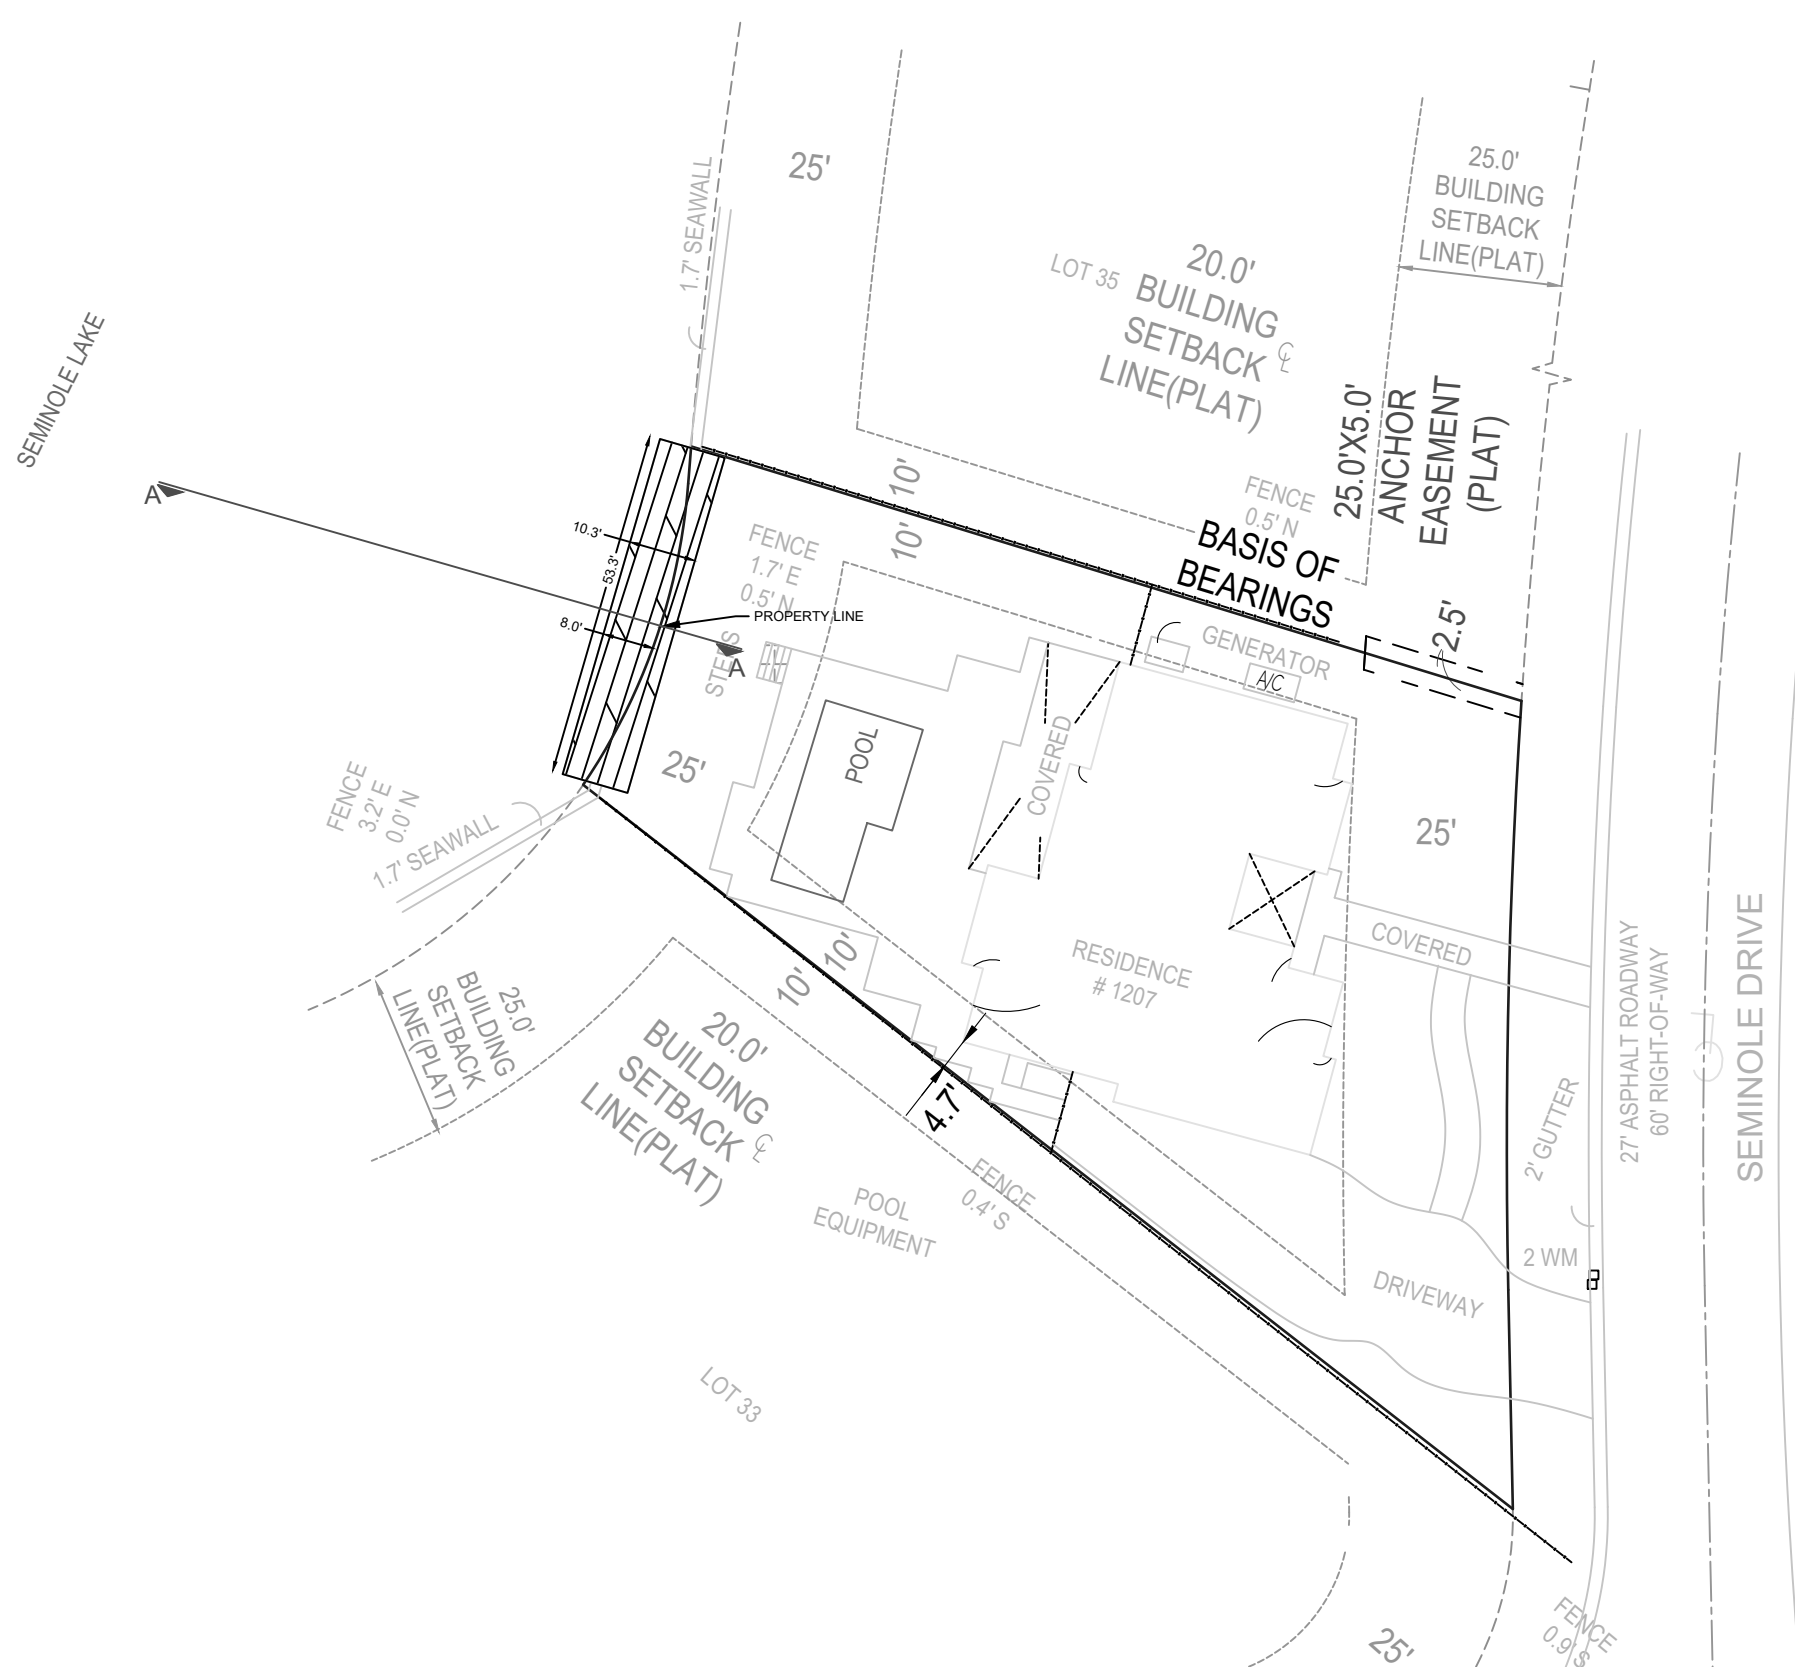 25'
25.0'
BUILDING
SETBACK
LINE(PLAT)
1.7' SEAWALL
LOT 35
20.0'
BUILDING
SETBACK
LINE(PLAT)
℄
SEMINOLE LAKE
25.0'X5.0'
ANCHOR
EASEMENT
(PLAT)
A
10'
10'
FENCE
0.5' N
BASIS OF
BEARINGS
10.3'
53.3'
8.0'
FENCE
1.7' E
0.5' N
PROPERTY LINE
STEPS
A
GENERATOR
A/C
2.5'
25'
POOL
COVERED
25'
FENCE
3.2' E
0.0' N
1.7' SEAWALL
COVERED
RESIDENCE
# 1207
10'
10'
25.0'
BUILDING
SETBACK
LINE(PLAT)
20.0'
BUILDING
SETBACK
LINE(PLAT)
℄
4.7'
27' ASPHALT ROADWAY
60' RIGHT-OF-WAY
SEMINOLE DRIVE
2' GUTTER
FENCE
0.4' S
POOL
EQUIPMENT
2 WM
DRIVEWAY
LOT 33
FENCE
0.9' S
25'